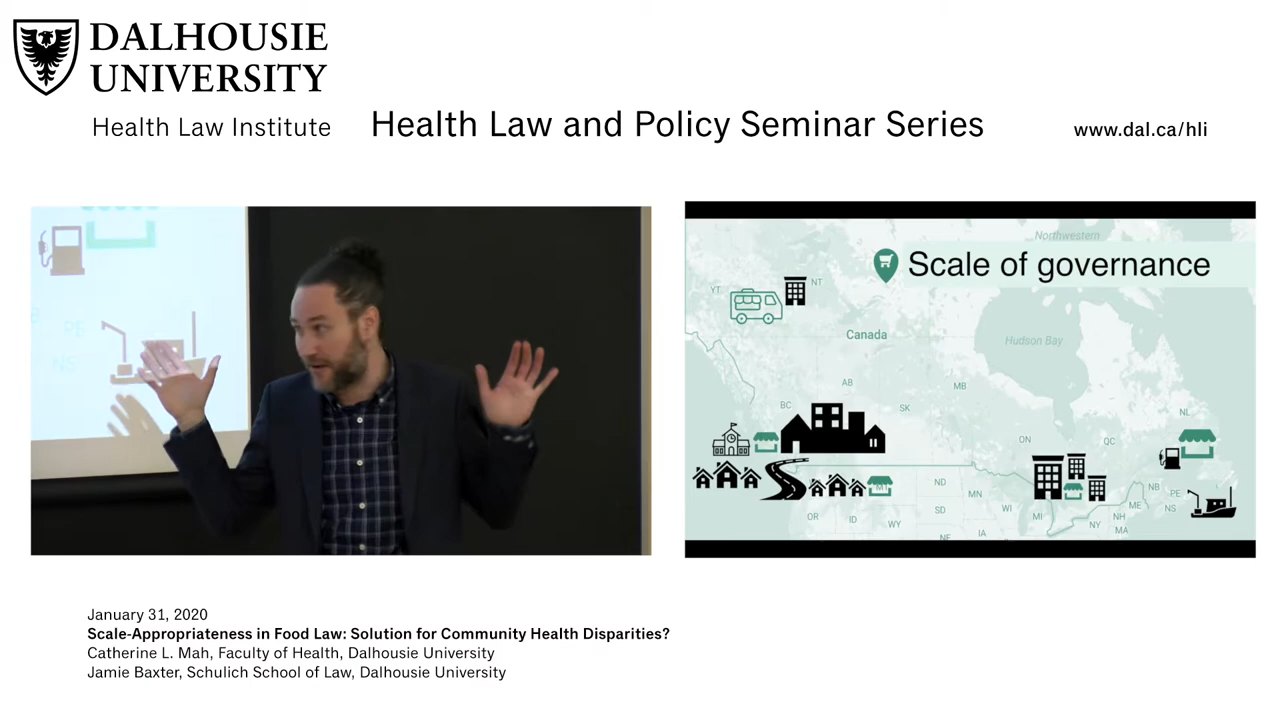 DALHOUSIE
UNIVERSITY
Health Law Institute
Health Law and Policy Seminar Series
www.dal.ca/hli
PE
NS
Scale of governance
Northwestern
YT
NT
Canada
Hudson Bay
AB
MB
BC
SK
NL
ON
QC
ND
MN
NB
PE
SD
WI
MI
ME
NS
OR
ID
WY
NY
NH
IA
MA
NE
January 31, 2020
Scale-Appropriateness in Food Law: Solution for Community Health Disparities?
Catherine L. Mah, Faculty of Health, Dalhousie University
Jamie Baxter, Schulich School of Law, Dalhousie University